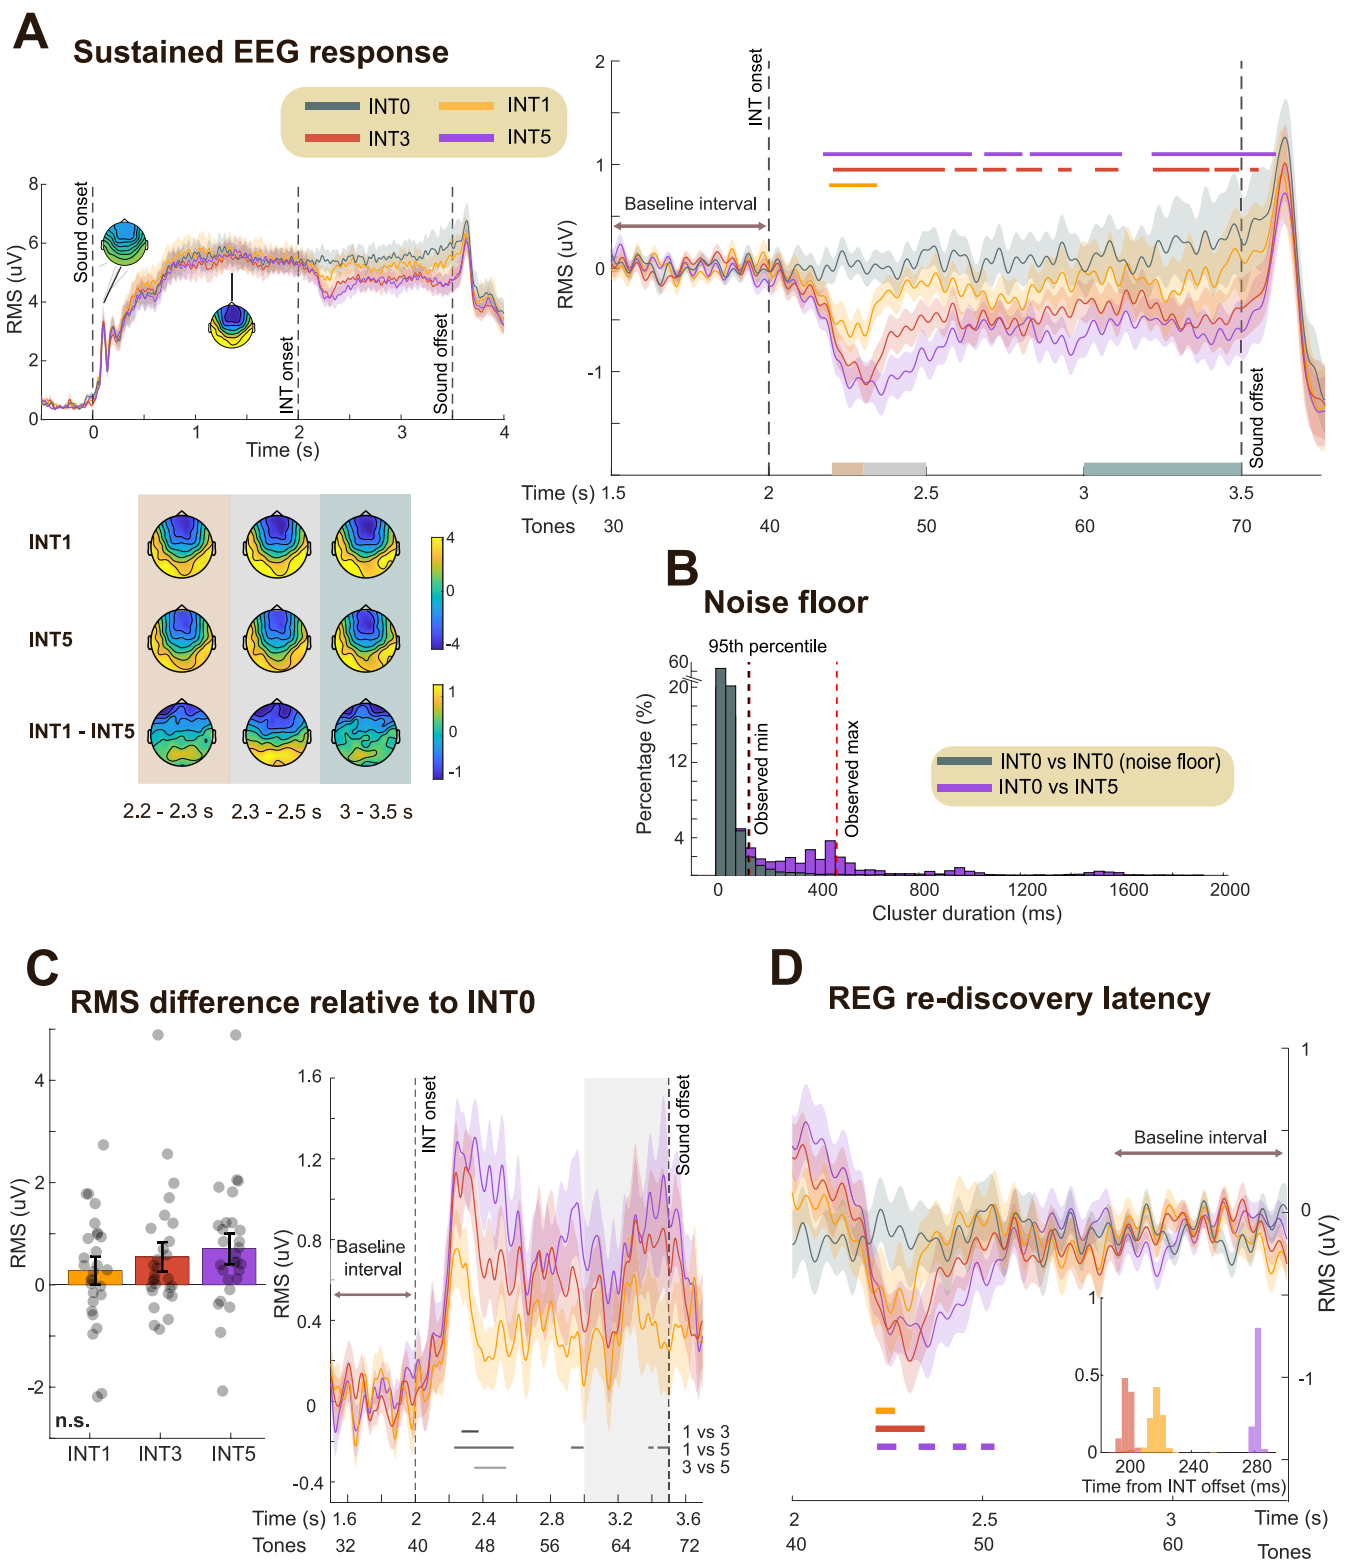 A
Sustained EEG response
INT0
INT1
INT3
INT5
8
6
4
2
0
RMS (uV)
Sound onset
INT onset
Sound offset
0
1
2
3
4
Time (s)
2
1
0
-1
RMS (uV)
INT onset
Baseline interval
Sound offset
Time (s) 1.5 2 2.5 3 3.5
Tones 30 40 50 60 70
INT1
INT5
INT1 - INT5
4
0
-4
1
0
-1
2.2 - 2.3 s
2.3 - 2.5 s
3 - 3.5 s
B
Noise floor
95th percentile
60
20
12
4
Percentage (%)
Observed min
Observed max
INT0 vs INT0 (noise floor)
INT0 vs INT5
0 400 800 1200 1600 2000
Cluster duration (ms)
C
RMS difference relative to INT0
4
2
0
-2
RMS (uV)
n.s.
INT1 INT3 INT5
1.6
1.2
0.8
0.4
0
-0.4
RMS (uV)
INT onset
Sound offset
Baseline
interval
1 vs 3
1 vs 5
3 vs 5
Time (s) 1.6 2 2.4 2.8 3.2 3.6
Tones 32 40 48 56 64 72
D
REG re-discovery latency
1
0
-1
RMS (uV)
Baseline interval
1
0.5
0
200 240 280
Time from INT offset (ms)
2 2.5 3 Time (s)
40 50 60 Tones